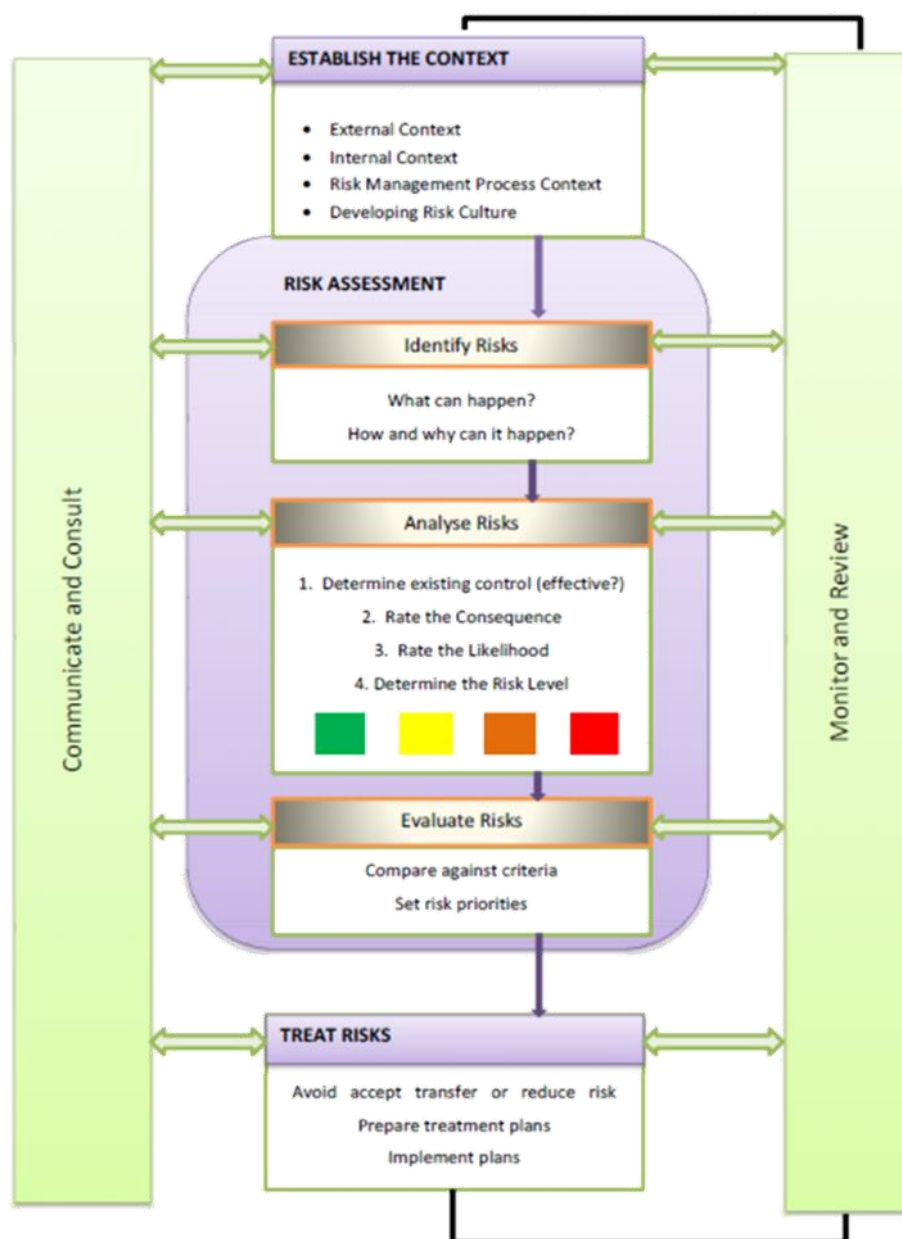 ESTABLISH THE CONTEXT
• External Context
• Internal Context
• Risk Management Process Context
• Developing Risk Culture
RISK ASSESSMENT
Identify Risks
What can happen?
How and why can it happen?
Analyse Risks
1. Determine existing control (effective?)
2. Rate the Consequence
3. Rate the Likelihood
4. Determine the Risk Level
Evaluate Risks
Compare against criteria
Set risk priorities
TREAT RISKS
Avoid accept transfer or reduce risk
Prepare treatment plans
Implement plans
Communicate and Consult
Monitor and Review